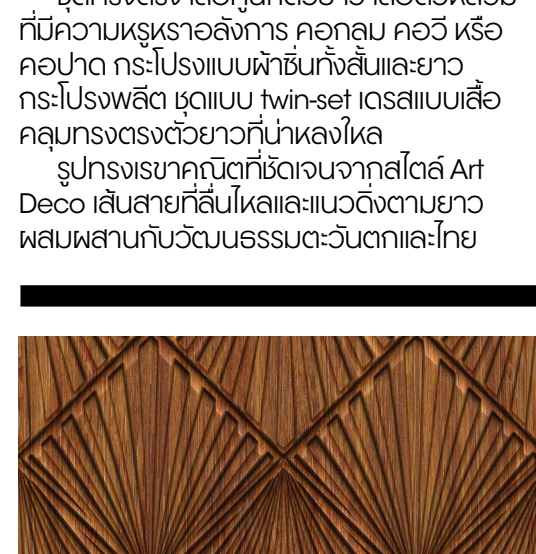 ที่มีความหรูหราอลังการ คอกลม คอวี หรือ
คอปาด กระโปรงแบบผ้าซิ่นทั้งสั้นและยาว
กระโปรงพลีต ชุดแบบ twin-set เดรสแบบเสื้อ
คลุมทรงตรงตัวยาวที่น่าหลงใหล
รูปทรงเรขาคณิตที่ชัดเจนจากสไตล์ Art
Deco เส้นสายที่ลื่นไหลและแนวดิ่งตามยาว
ผสมผสานกับวัฒนธรรมตะวันตกและไทย